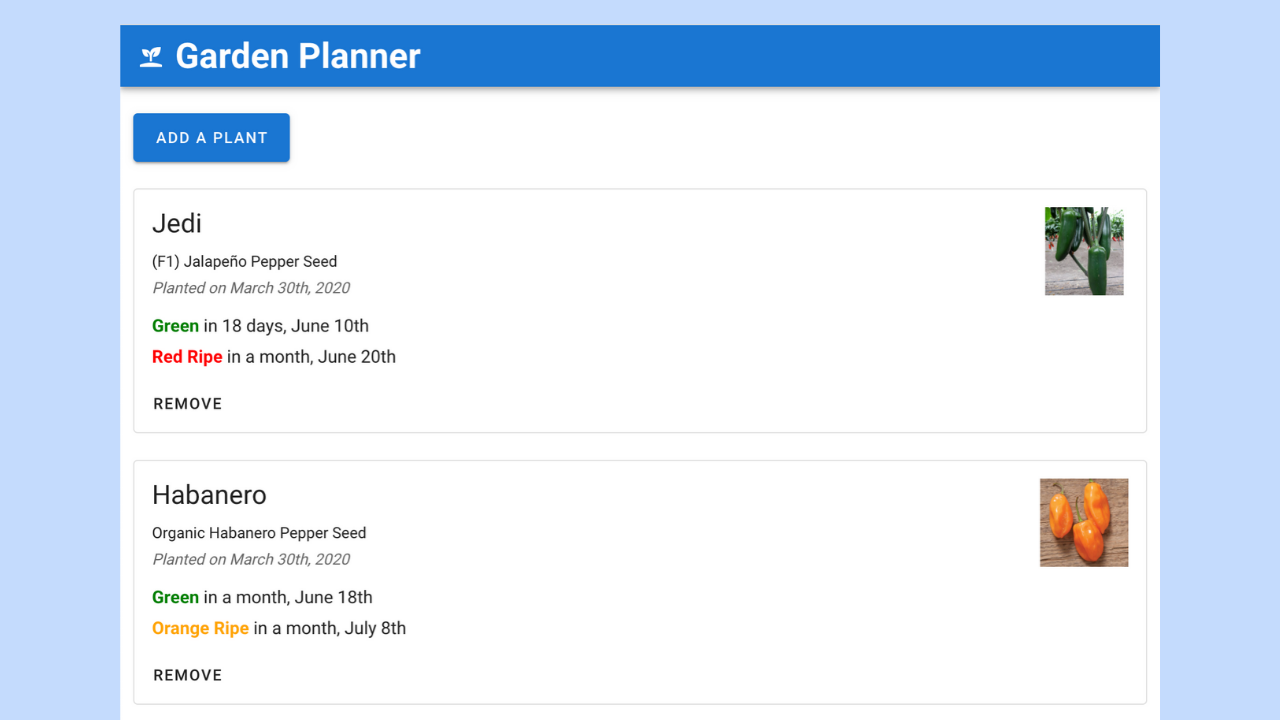 Garden Planner
ADD A PLANT
Jedi
(F1) Jalapeño Pepper Seed
Planted on March 30th, 2020
Green in 18 days, June 10th
Red Ripe in a month, June 20th
REMOVE
Habanero
Organic Habanero Pepper Seed
Planted on March 30th, 2020
Green in a month, June 18th
Orange Ripe in a month, July 8th
REMOVE